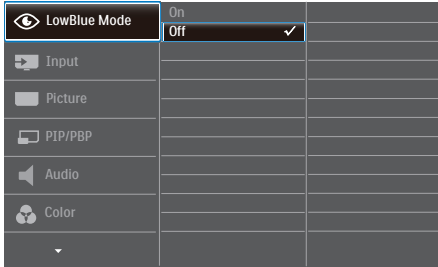 LowBlue Mode
On
Off
Input
Picture
PIP/PBP
Audio
Color